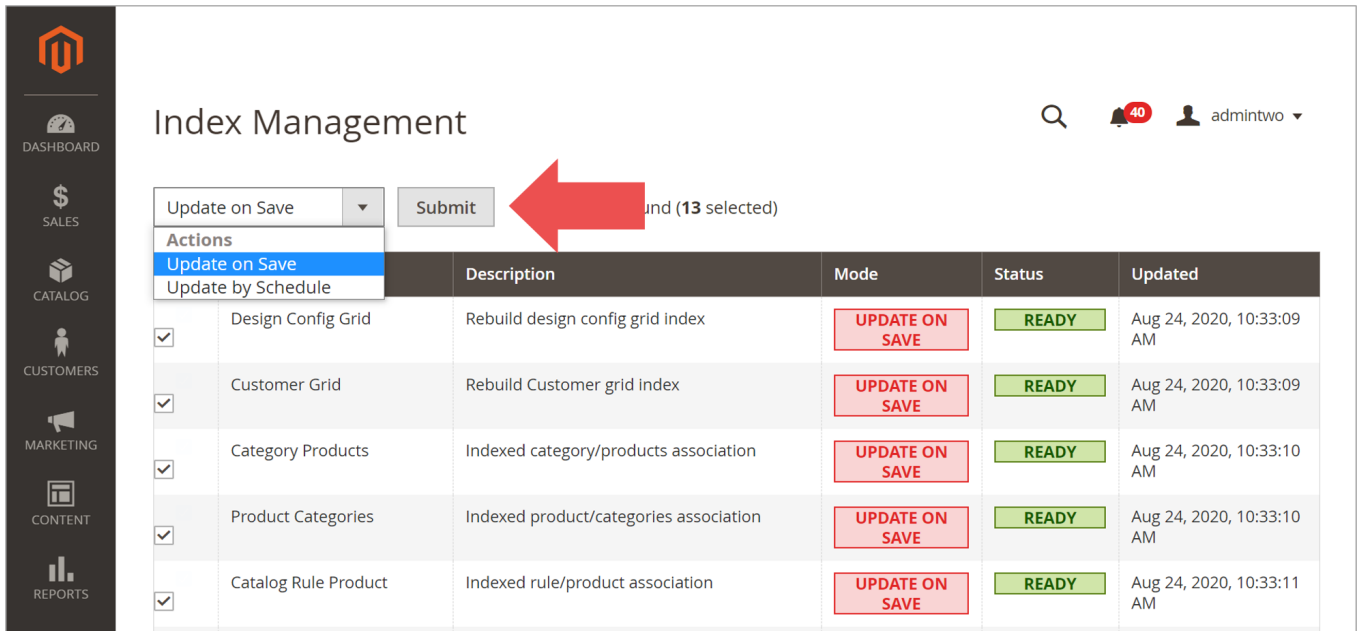 Index Management
40
admintwo
DASHBOARD
SALES
CATALOG
CUSTOMERS
MARKETING
CONTENT
REPORTS
Update on Save
Submit
(13 selected)
Actions
Update on Save
Update by Schedule
Description Mode Status Updated
Design Config Grid Rebuild design config grid index UPDATE ON READY Aug 24, 2020, 10:33:09
SAVE AM
Customer Grid Rebuild Customer grid index UPDATE ON READY Aug 24, 2020, 10:33:09
SAVE AM
Category Products Indexed category/products association UPDATE ON READY Aug 24, 2020, 10:33:10
SAVE AM
Product Categories Indexed product/categories association UPDATE ON READY Aug 24, 2020, 10:33:10
SAVE AM
Catalog Rule Product Indexed rule/product association UPDATE ON READY Aug 24, 2020, 10:33:11
SAVE AM